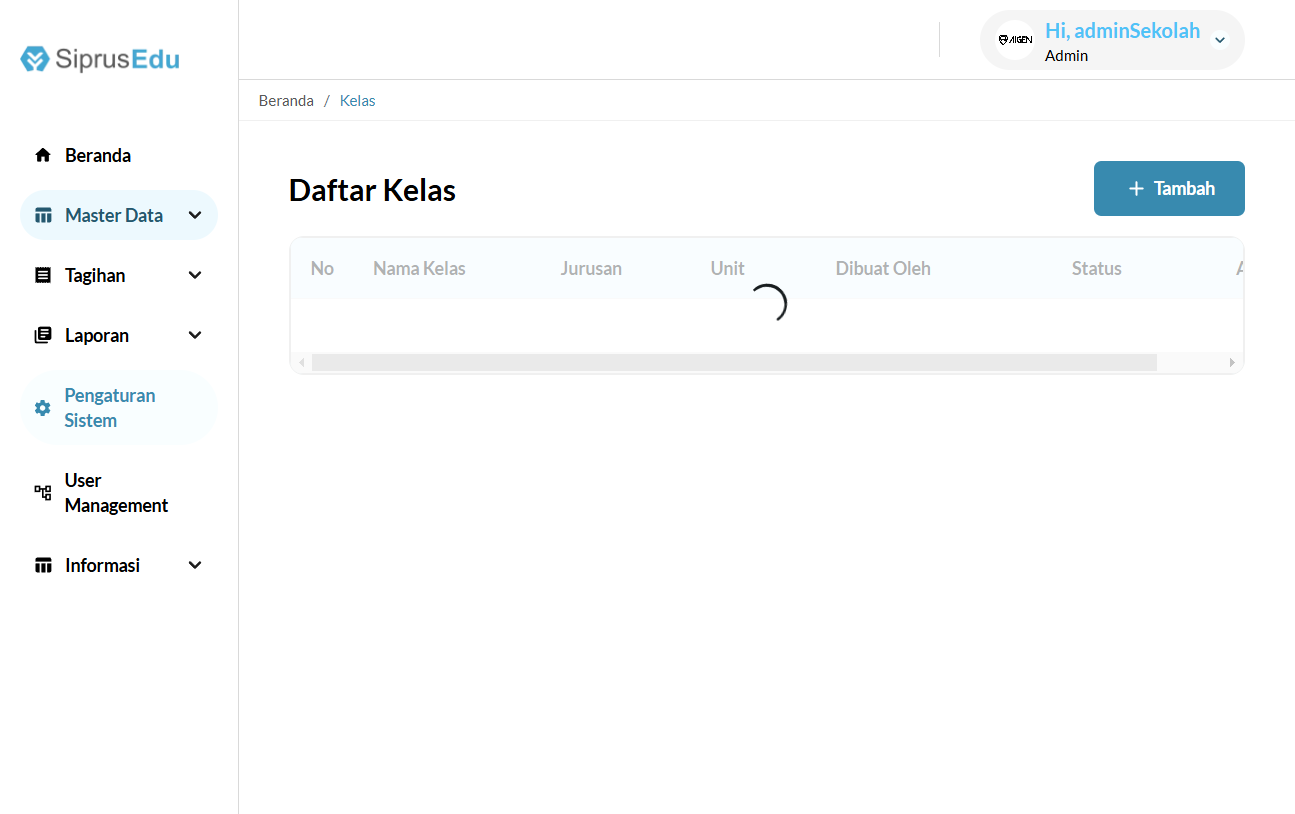 SiprusEdu
AIGEN
Hi, adminSekolah
Admin
Beranda / Kelas
Beranda
Master Data
Tagihan
Laporan
Pengaturan
Sistem
User
Management
Informasi
Daftar Kelas
+ Tambah
No Nama Kelas Jurusan Unit Dibuat Oleh Status